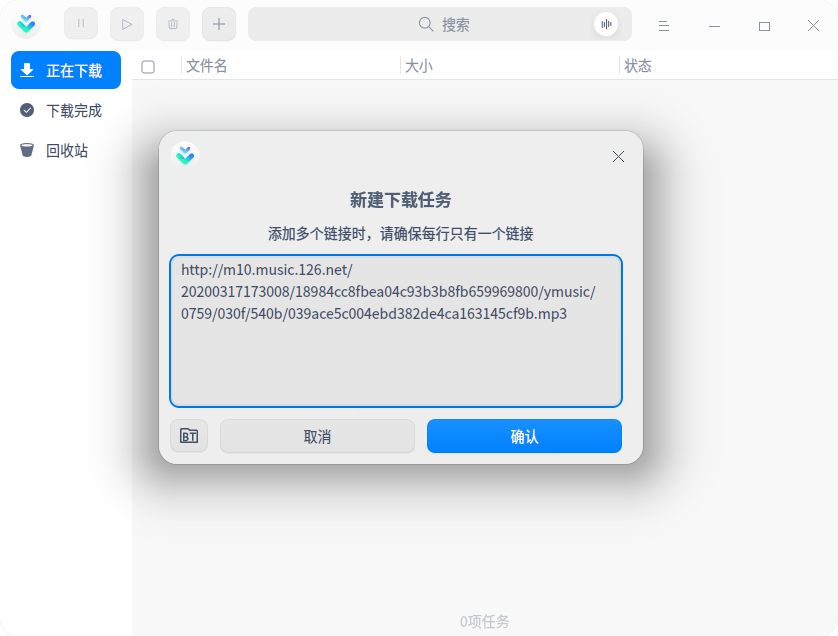 搜索
正在下载
文件名
大小
状态
下载完成
回收站
新建下载任务
添加多个链接时，请确保每行只有一个链接
http://m10.music.126.net/
20200317173008/18984cc8fbea04c93b3b8fb659969800/ymusic/
0759/030f/540b/039ace5c004ebd382de4ca163145cf9b.mp3
BT
取消
确认
0项任务